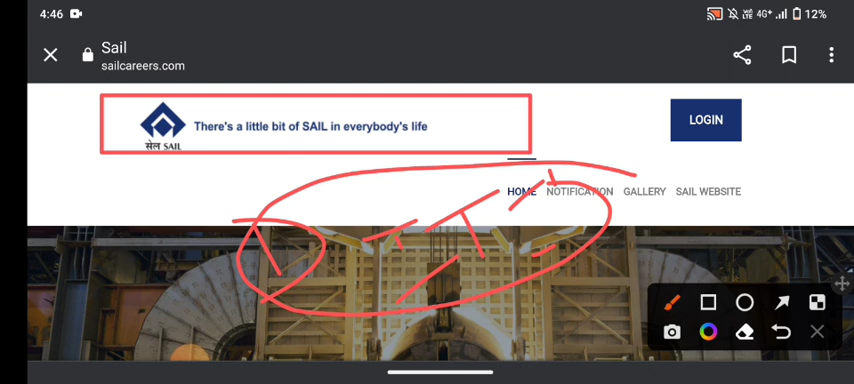 4:46
4G+
12%
Sail
sailcareers.com
There's a little bit of SAIL in everybody's life
सेल SAIL
LOGIN
HOME NOTIFICATION GALLERY SAIL WEBSITE